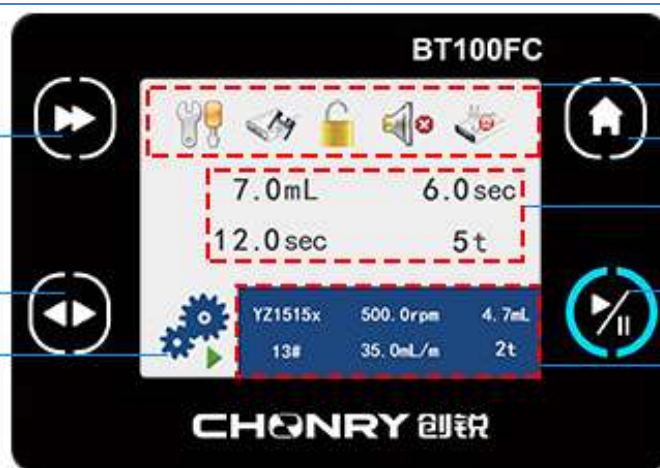 BT100FC
7.0mL 6.0sec
12.0sec 5t
YZ1515x 500.0rpm 4.7mL
13# 35.0mL/m 2t
CHONRY 创锐